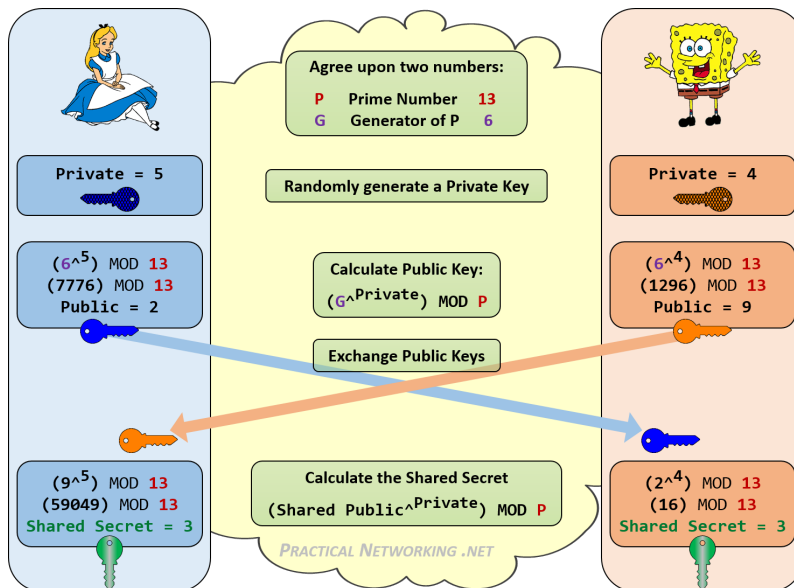 Agree upon two numbers:
P Prime Number 13
G Generator of P 6
Private = 5
Randomly generate a Private Key
Private = 4
(6^5) MOD 13
(7776) MOD 13
Public = 2
Calculate Public Key:
(G^Private) MOD P
(6^4) MOD 13
(1296) MOD 13
Public = 9
Exchange Public Keys
(9^5) MOD 13
(59049) MOD 13
Shared Secret = 3
Calculate the Shared Secret
(Shared Public^Private) MOD P
(2^4) MOD 13
(16) MOD 13
Shared Secret = 3
PRACTICAL NETWORKING .NET